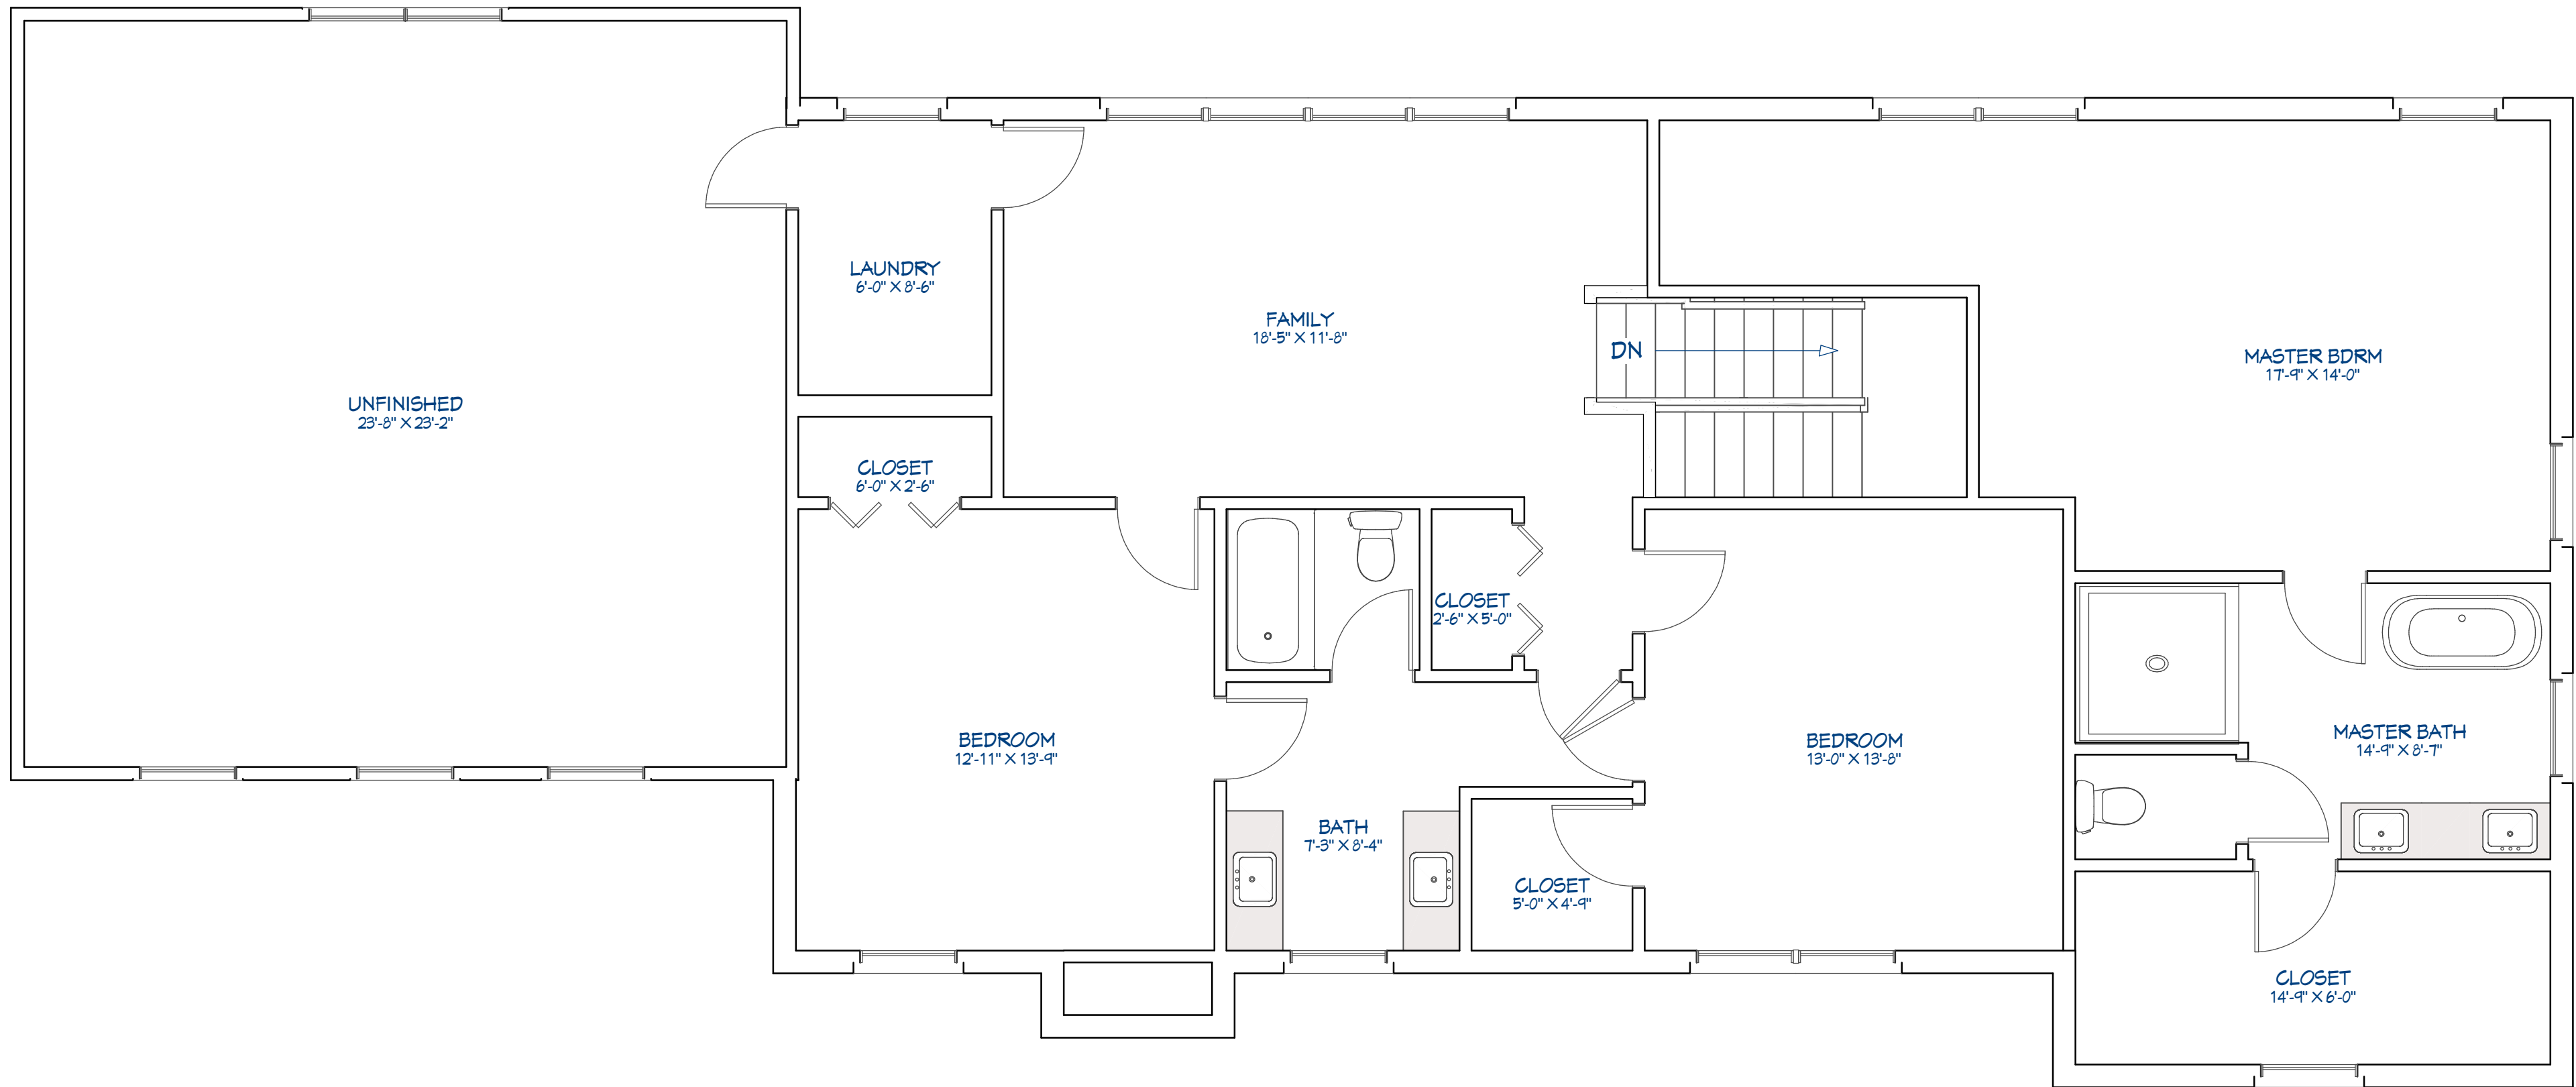 LAUNDRY
6'-0" X 8'-6"
FAMILY
18'-5" X 11'-8"
DN
MASTER BDRM
17'-9" X 14'-0"
UNFINISHED
23'-8" X 23'-2"
CLOSET
6'-0" X 2'-6"
CLOSET
2'-6" X 5'-0"
BEDROOM
12'-11" X 13'-9"
BEDROOM
13'-0" X 13'-8"
MASTER BATH
14'-9" X 8'-7"
BATH
7'-3" X 8'-4"
CLOSET
5'-0" X 4'-9"
CLOSET
14'-9" X 6'-0"